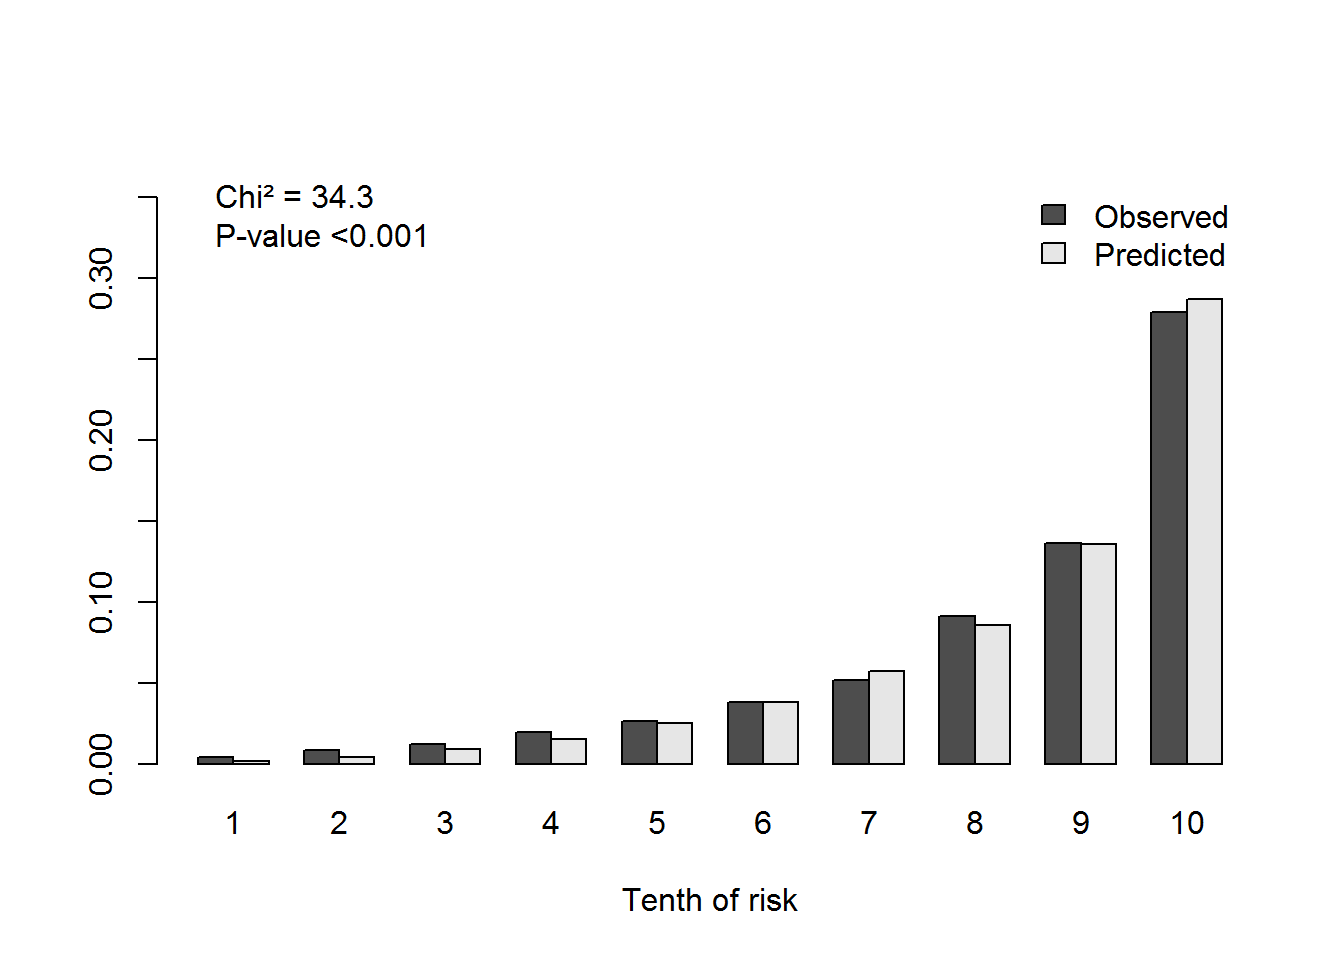 Chi² = 34.3
P-value <0.001
Observed
Predicted
0.30
0.20
0.10
0.00
1 2 3 4 5 6 7 8 9 10
Tenth of risk